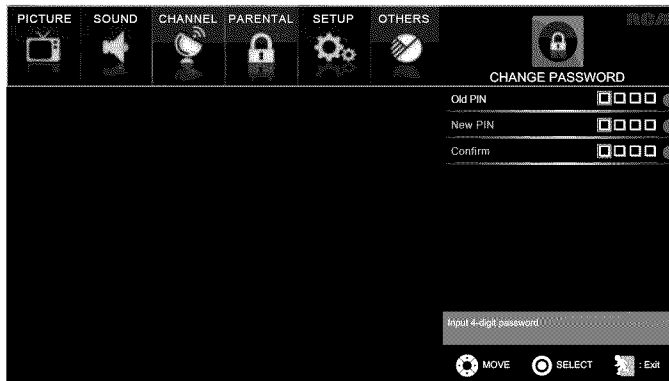 PICTURE SOUND CHANNEL PARENTAL SETUP OTHERS
RCA
CHANGE PASSWORD
Old PIN
New PIN
Confirm
Input 4-digit password
MOVE SELECT : Exit